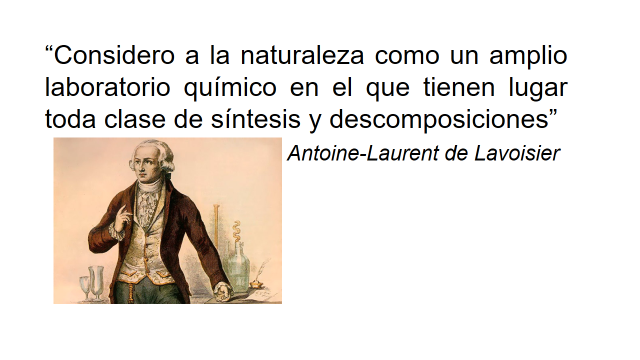 “Considero a la naturaleza como un amplio
laboratorio químico en el que tienen lugar
toda clase de síntesis y descomposiciones”
Antoine-Laurent de Lavoisier